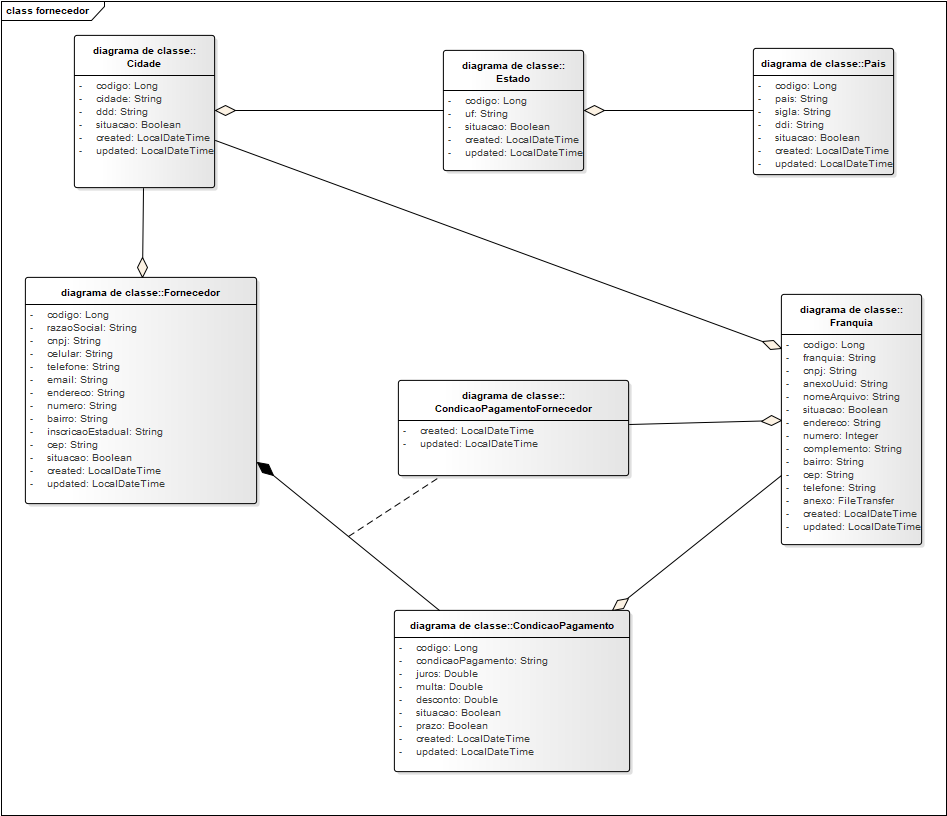 class fornecedor
diagrama de classe::
Cidade
- codigo: Long
- cidade: String
- ddd: String
- situacao: Boolean
- created: LocalDateTime
- updated: LocalDateTime
diagrama de classe::
Estado
- codigo: Long
- uf: String
- situacao: Boolean
- created: LocalDateTime
- updated: LocalDateTime
diagrama de classe::Pais
- codigo: Long
- pais: String
- sigla: String
- ddi: String
- situacao: Boolean
- created: LocalDateTime
- updated: LocalDateTime
diagrama de classe::Fornecedor
- codigo: Long
- razaoSocial: String
- cnpj: String
- celular: String
- telefone: String
- email: String
- endereco: String
- numero: String
- bairro: String
- inscricaoEstadual: String
- cep: String
- situacao: Boolean
- created: LocalDateTime
- updated: LocalDateTime
diagrama de classe::
CondicaoPagamentoFornecedor
- created: LocalDateTime
- updated: LocalDateTime
diagrama de classe::
Franquia
- codigo: Long
- franquia: String
- cnpj: String
- anexoUuid: String
- nomeArquivo: String
- situacao: Boolean
- endereco: String
- numero: Integer
- complemento: String
- bairro: String
- cep: String
- telefone: String
- anexo: FileTransfer
- created: LocalDateTime
- updated: LocalDateTime
diagrama de classe::CondicaoPagamento
- codigo: Long
- condicaoPagamento: String
- juros: Double
- multa: Double
- desconto: Double
- situacao: Boolean
- prazo: Boolean
- created: LocalDateTime
- updated: LocalDateTime